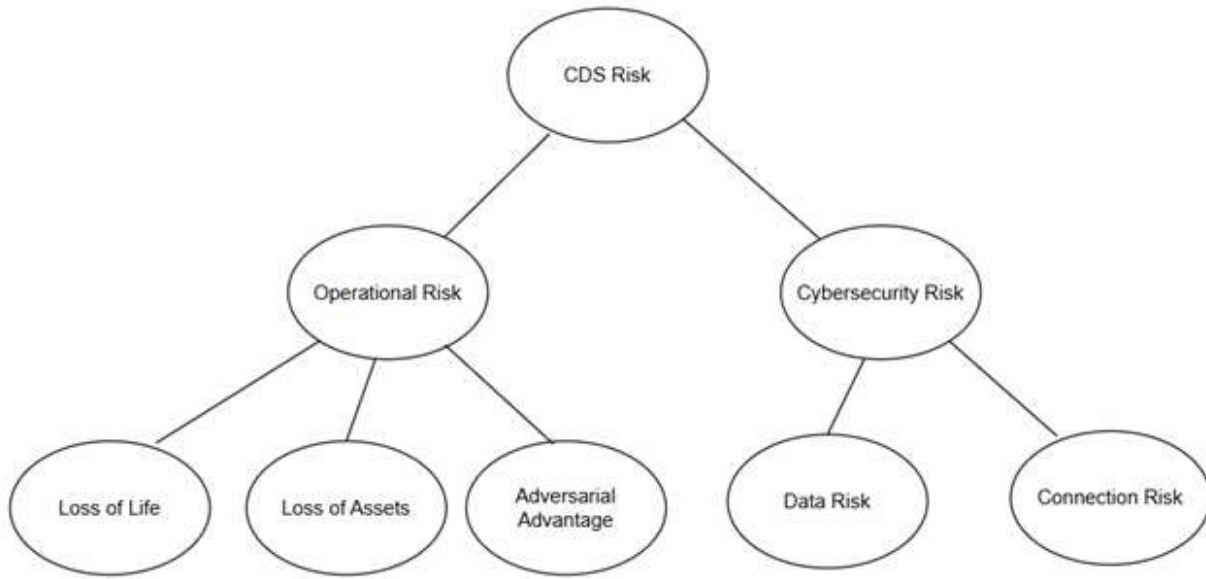 CDS Risk
Operational Risk
Cybersecurity Risk
Loss of Life
Loss of Assets
Adversarial
Advantage
Data Risk
Connection Risk